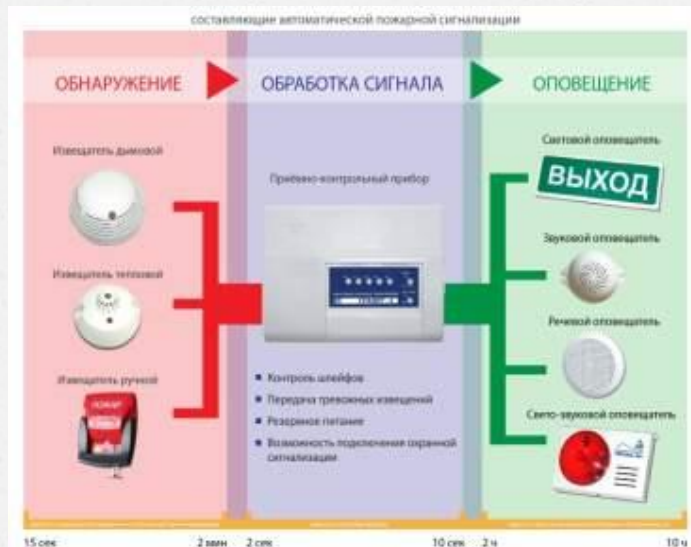 составляющие автоматической пожарной сигнализации
ОБНАРУЖЕНИЕ
ОБРАБОТКА СИГНАЛА
ОПОВЕЩЕНИЕ
Извещатель дымовой
Извещатель тепловой
Извещатель ручной
ПОЖАР
Приёмно-контрольный прибор
Контроль шлейфов
Передача тревожных извещений
Резервное питание
Возможность подключения охранной
сигнализации
Световой оповещатель
ВЫХОД
Звуковой оповещатель
Речевой оповещатель
Свето-звуковой оповещатель
15 сек 2 мин 2 сек 10 сек 2 ч 10 ч